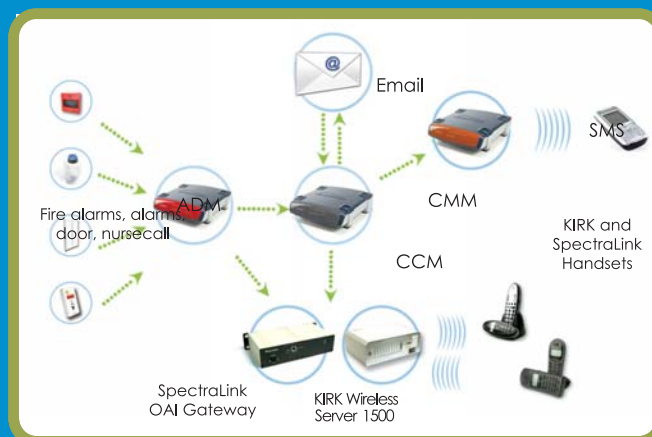 Email
SMS
ADM
CMM
Fire alarms, alarms,
door, nursecall
KIRK and
SpectraLink
Handsets
CCM
SpectraLink
OAI Gateway
KIRK Wireless
Server 1500